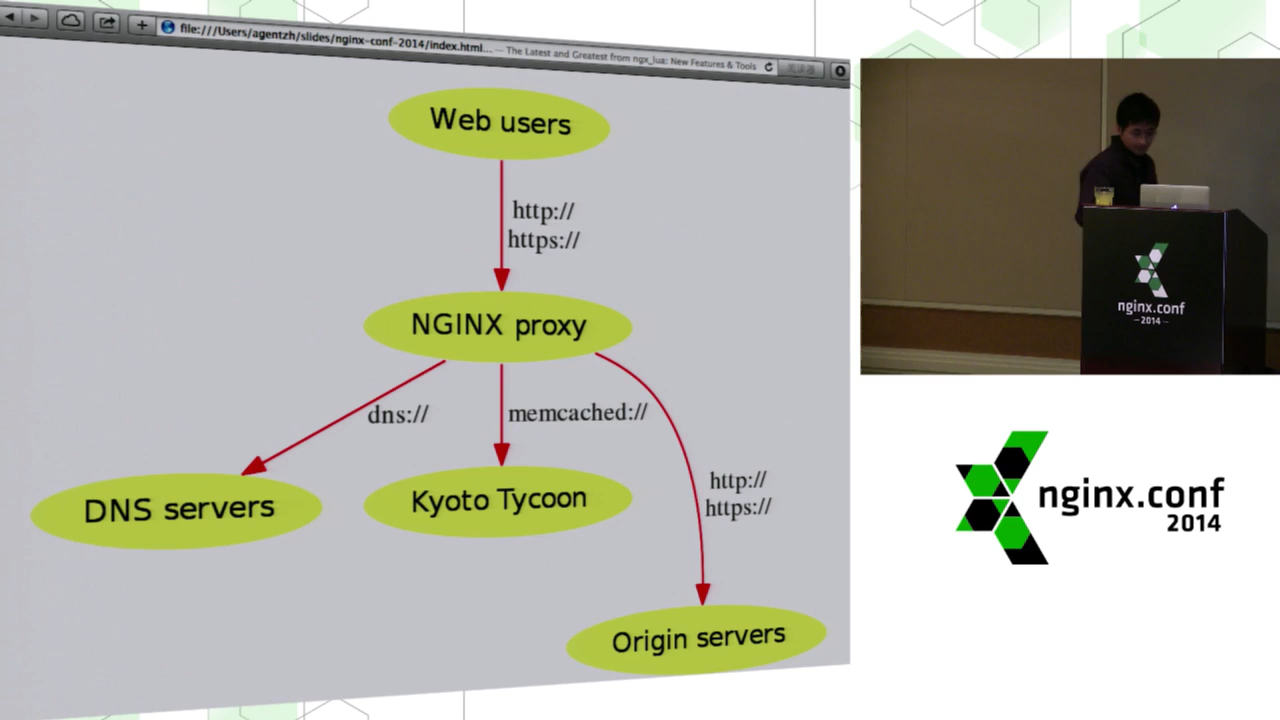 file:///Users/agentzh/slides/nginx-conf-2014/index.html... — The Latest and Greatest from ngx_lua: New Features & Tools
Web users
http://
https://
NGINX proxy
dns://
memcached://
http://
https://
DNS servers
Kyoto Tycoon
Origin servers
nginx.conf
—2014—
nginx.conf
2014